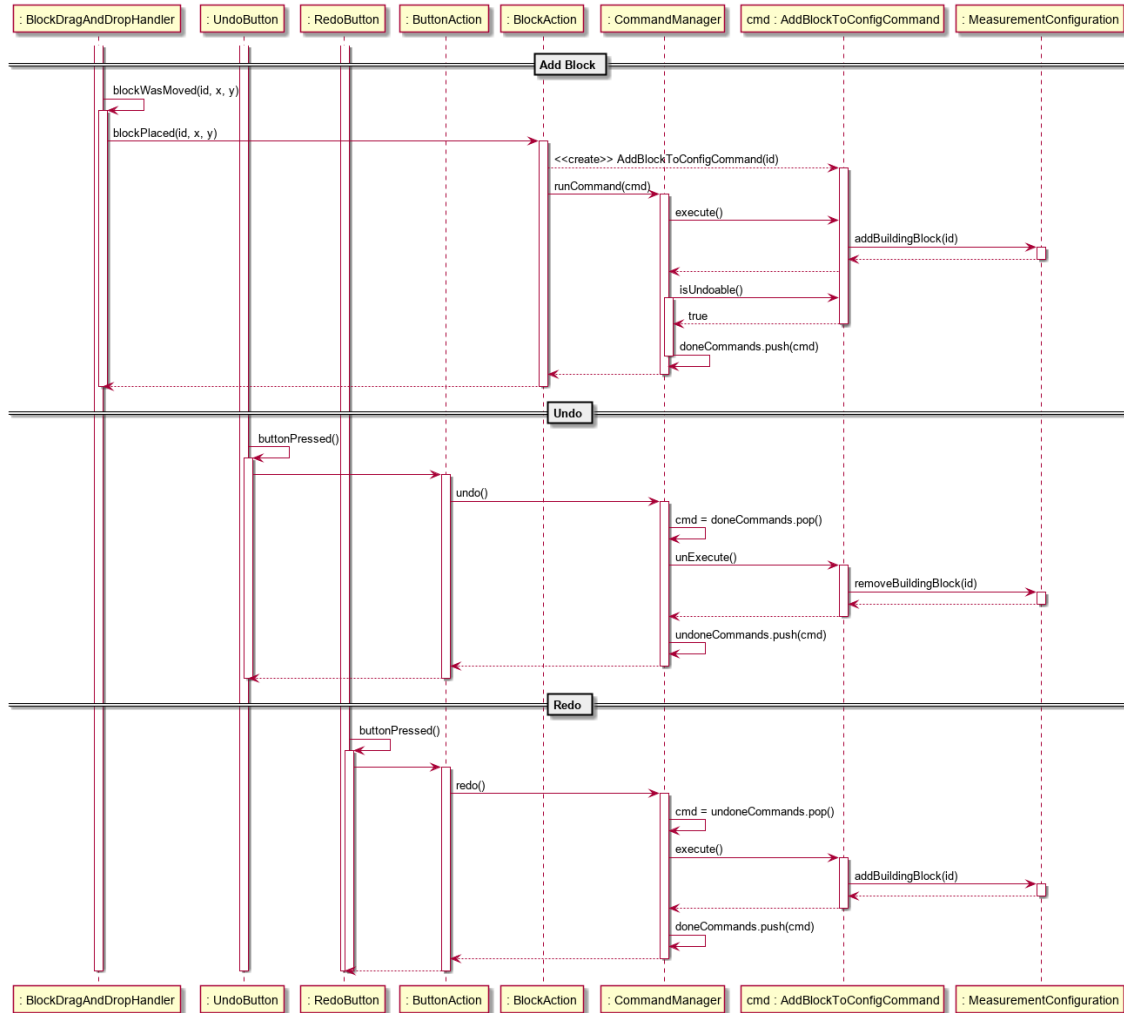 : BlockDragAndDropHandler
: UndoButton
: RedoButton
: ButtonAction
: BlockAction
: CommandManager
cmd : AddBlockToConfigCommand
: MeasurementConfiguration
Add Block
blockWasMoved(id, x, y)
blockPlaced(id, x, y)
<<create>> AddBlockToConfigCommand(id)
runCommand(cmd)
execute()
addBuildingBlock(id)
isUndoable()
true
doneCommands.push(cmd)
Undo
buttonPressed()
undo()
cmd = doneCommands.pop()
unExecute()
removeBuildingBlock(id)
undoneCommands.push(cmd)
Redo
buttonPressed()
redo()
cmd = undoneCommands.pop()
execute()
addBuildingBlock(id)
doneCommands.push(cmd)
: BlockDragAndDropHandler
: UndoButton
: RedoButton
: ButtonAction
: BlockAction
: CommandManager
cmd : AddBlockToConfigCommand
: MeasurementConfiguration